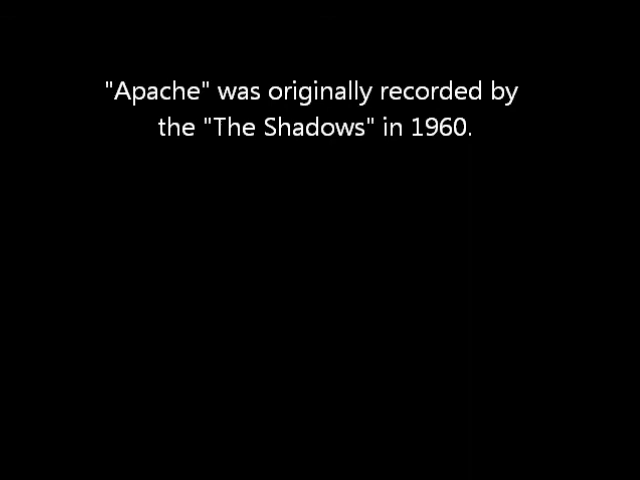 "Apache" was originally recorded by
the "The Shadows" in 1960.